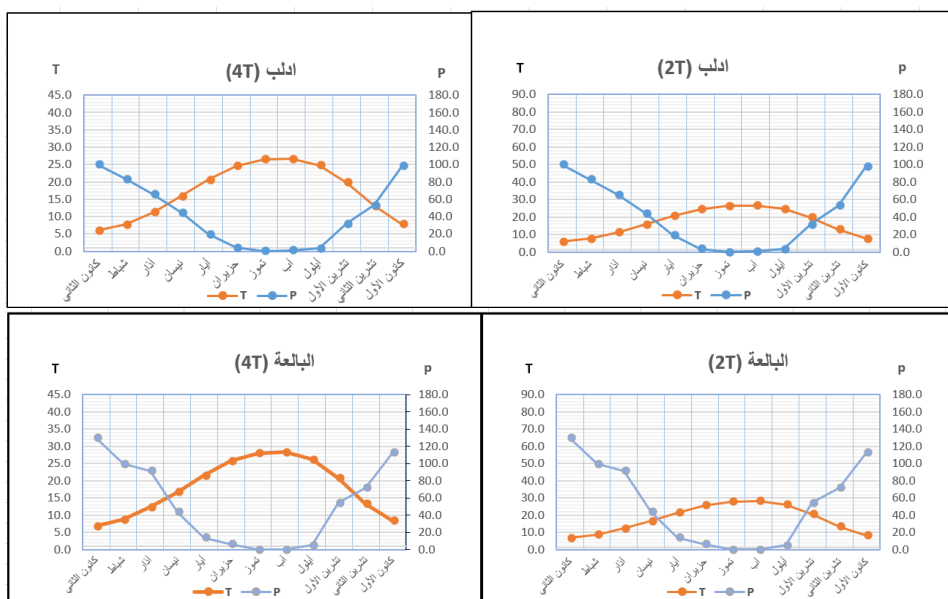 ادلب (4T)
T
P
45.0
40.0
35.0
30.0
25.0
20.0
15.0
10.0
5.0
0.0
180.0
160.0
140.0
120.0
100.0
80.0
60.0
40.0
20.0
0.0
كانون الثاني
شباط
آذار
نيسان
أيار
حزيران
تموز
آب
أيلول
تشرين الأول
تشرين الثاني
كانون الأول
T P
ادلب (2T)
T
p
90.0
80.0
70.0
60.0
50.0
40.0
30.0
20.0
10.0
0.0
180.0
160.0
140.0
120.0
100.0
80.0
60.0
40.0
20.0
0.0
كانون الثاني
شباط
آذار
نيسان
أيار
حزيران
تموز
آب
أيلول
تشرين الأول
تشرين الثاني
كانون الأول
T P
البالعة (4T)
T
p
45.0
40.0
35.0
30.0
25.0
20.0
15.0
10.0
5.0
0.0
180.0
160.0
140.0
120.0
100.0
80.0
60.0
40.0
20.0
0.0
كانون الثاني
شباط
آذار
نيسان
أيار
حزيران
تموز
آب
أيلول
تشرين الأول
تشرين الثاني
كانون الأول
T P
البالعة (2T)
T
p
90.0
80.0
70.0
60.0
50.0
40.0
30.0
20.0
10.0
0.0
180.0
160.0
140.0
120.0
100.0
80.0
60.0
40.0
20.0
0.0
كانون الثاني
شباط
آذار
نيسان
أيار
حزيران
تموز
آب
أيلول
تشرين الأول
تشرين الثاني
كانون الأول
T P